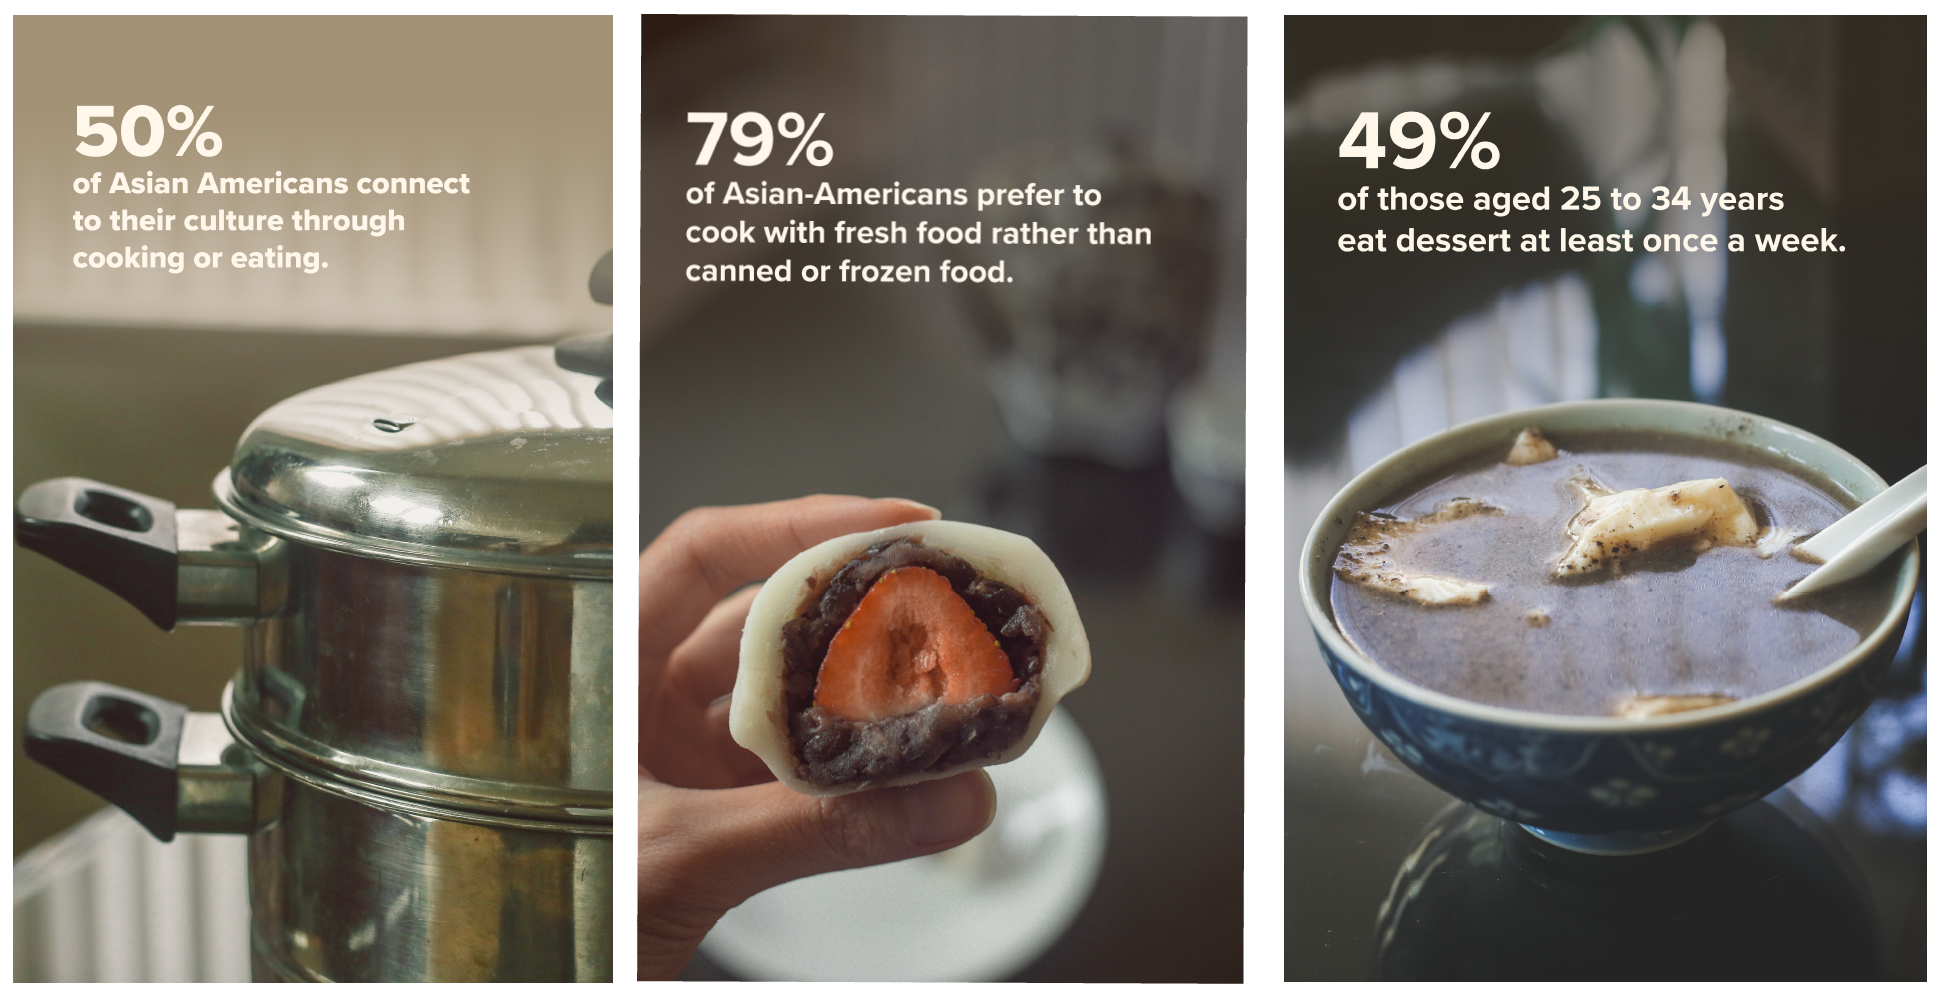 50%
of Asian Americans connect
to their culture through
cooking or eating.
79%
of Asian-Americans prefer to
cook with fresh food rather than
canned or frozen food.
49%
of those aged 25 to 34 years
eat dessert at least once a week.